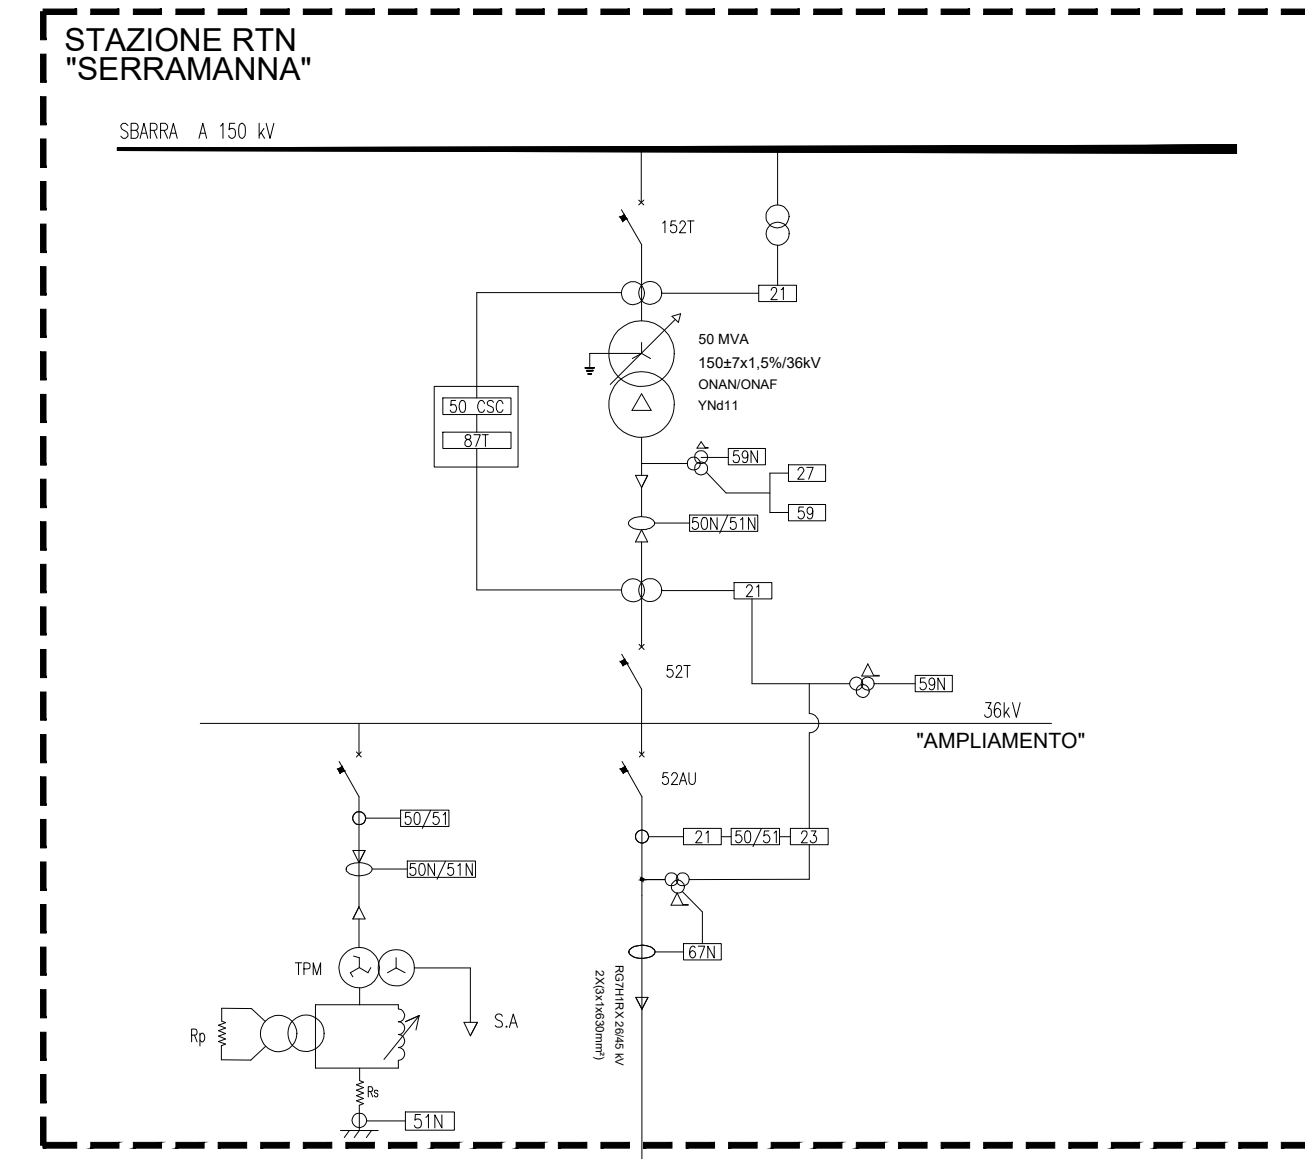 STAZIONE RTN
"SERRAMANNA"
SBARRA A 150 kV
152T
21
50 MVA
150±7x1,5%/36kV
ONAN/ONAF
YNd11
50 CSC
87T
59N
27
59
50N/51N
21
52T
59N
36kV
"AMPLIAMENTO"
52AU
50/51
21
50/51
23
50N/51N
67N
TPM
RG7H1RX 26/45 kV
2X(3x1x630mm²)
S.A
Rp
Rs
51N